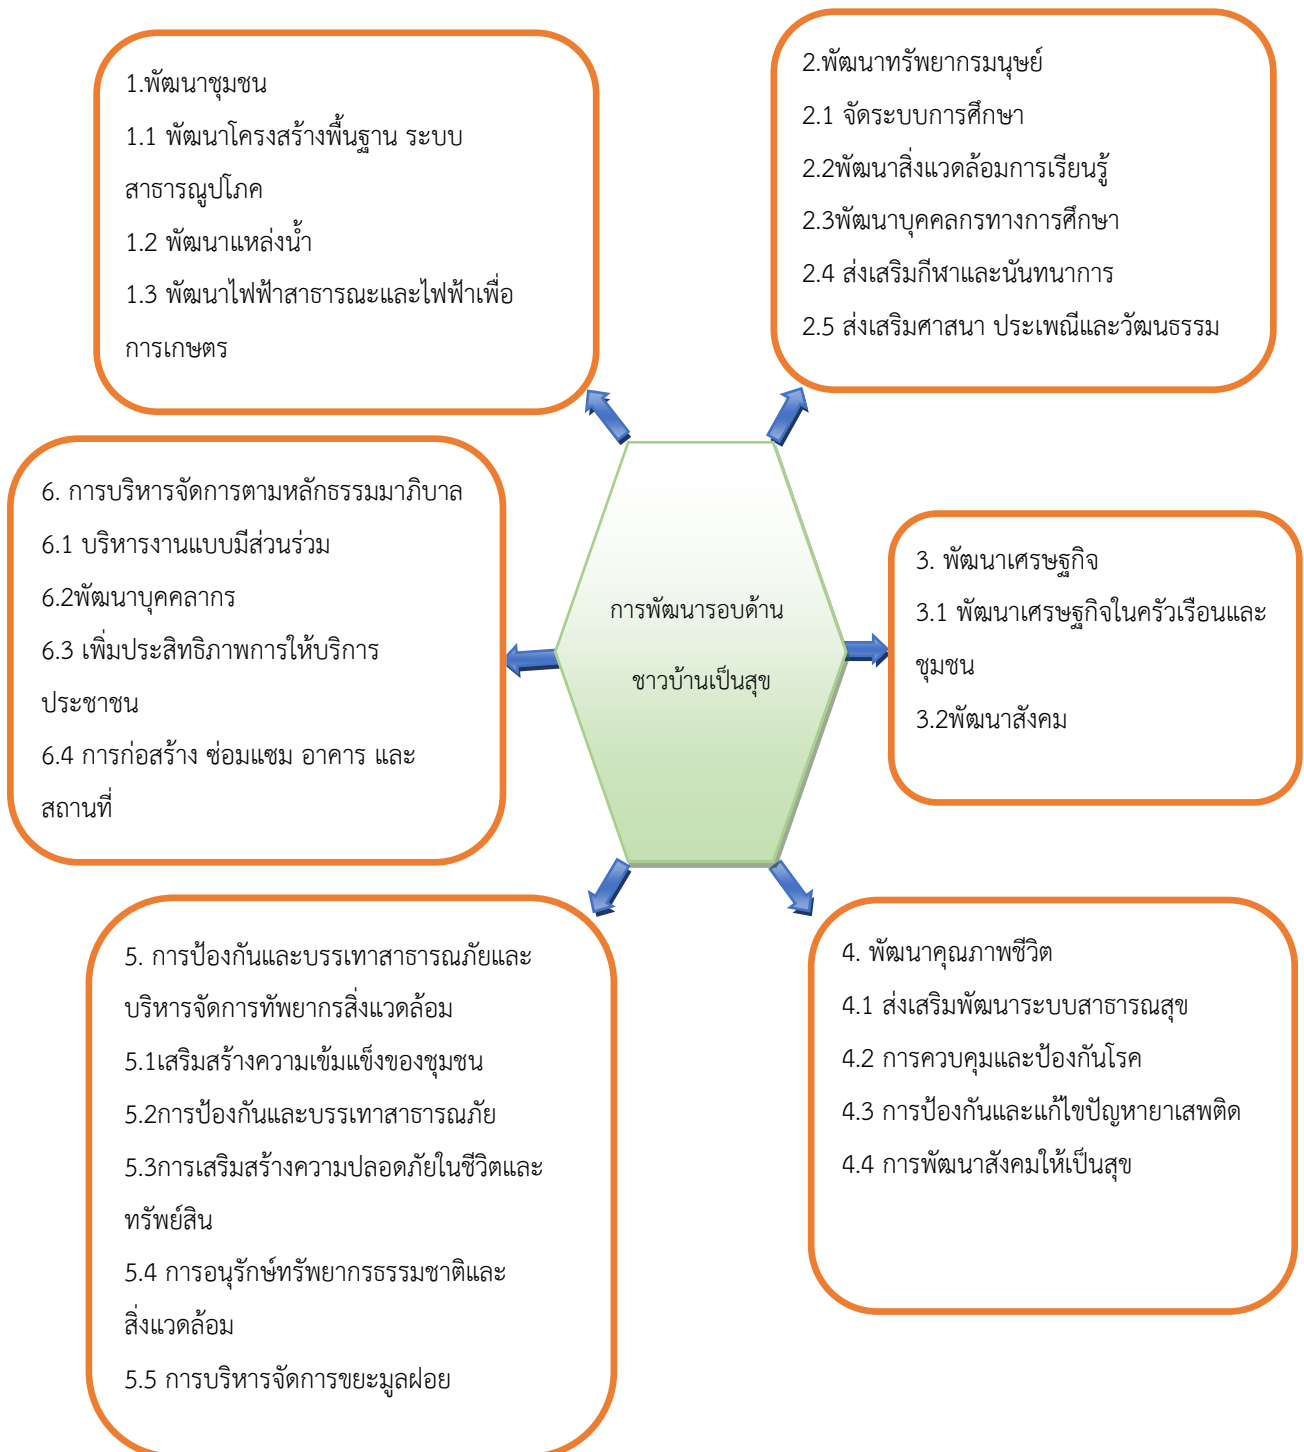 1.พัฒนาชุมชน
1.1 พัฒนาโครงสร้างพื้นฐาน ระบบ
สาธารณูปโภค
1.2 พัฒนาแหล่งน้ำ
1.3 พัฒนาไฟฟ้าสาธารณะและไฟฟ้าเพื่อ
การเกษตร
2.พัฒนาทรัพยากรมนุษย์
2.1 จัดระบบการศึกษา
2.2พัฒนาสิ่งแวดล้อมการเรียนรู้
2.3พัฒนาบุคคลกรทางการศึกษา
2.4 ส่งเสริมกีฬาและนันทนาการ
2.5 ส่งเสริมศาสนา ประเพณีและวัฒนธรรม
การพัฒนารอบด้าน
ชาวบ้านเป็นสุข
3. พัฒนาเศรษฐกิจ
3.1 พัฒนาเศรษฐกิจในครัวเรือนและ
ชุมชน
3.2พัฒนาสังคม
4. พัฒนาคุณภาพชีวิต
4.1 ส่งเสริมพัฒนาระบบสาธารณสุข
4.2 การควบคุมและป้องกันโรค
4.3 การป้องกันและแก้ไขปัญหายาเสพติด
4.4 การพัฒนาสังคมให้เป็นสุข
5. การป้องกันและบรรเทาสาธารณภัยและ
บริหารจัดการทัพยากรสิ่งแวดล้อม
5.1เสริมสร้างความเข้มแข็งของชุมชน
5.2การป้องกันและบรรเทาสาธารณภัย
5.3การเสริมสร้างความปลอดภัยในชีวิตและ
ทรัพย์สิน
5.4 การอนุรักษ์ทรัพยากรธรรมชาติและ
สิ่งแวดล้อม
5.5 การบริหารจัดการขยะมูลฝอย
6. การบริหารจัดการตามหลักธรรมมาภิบาล
6.1 บริหารงานแบบมีส่วนร่วม
6.2พัฒนาบุคคลากร
6.3 เพิ่มประสิทธิภาพการให้บริการ
ประชาชน
6.4 การก่อสร้าง ซ่อมแซม อาคาร และ
สถานที่